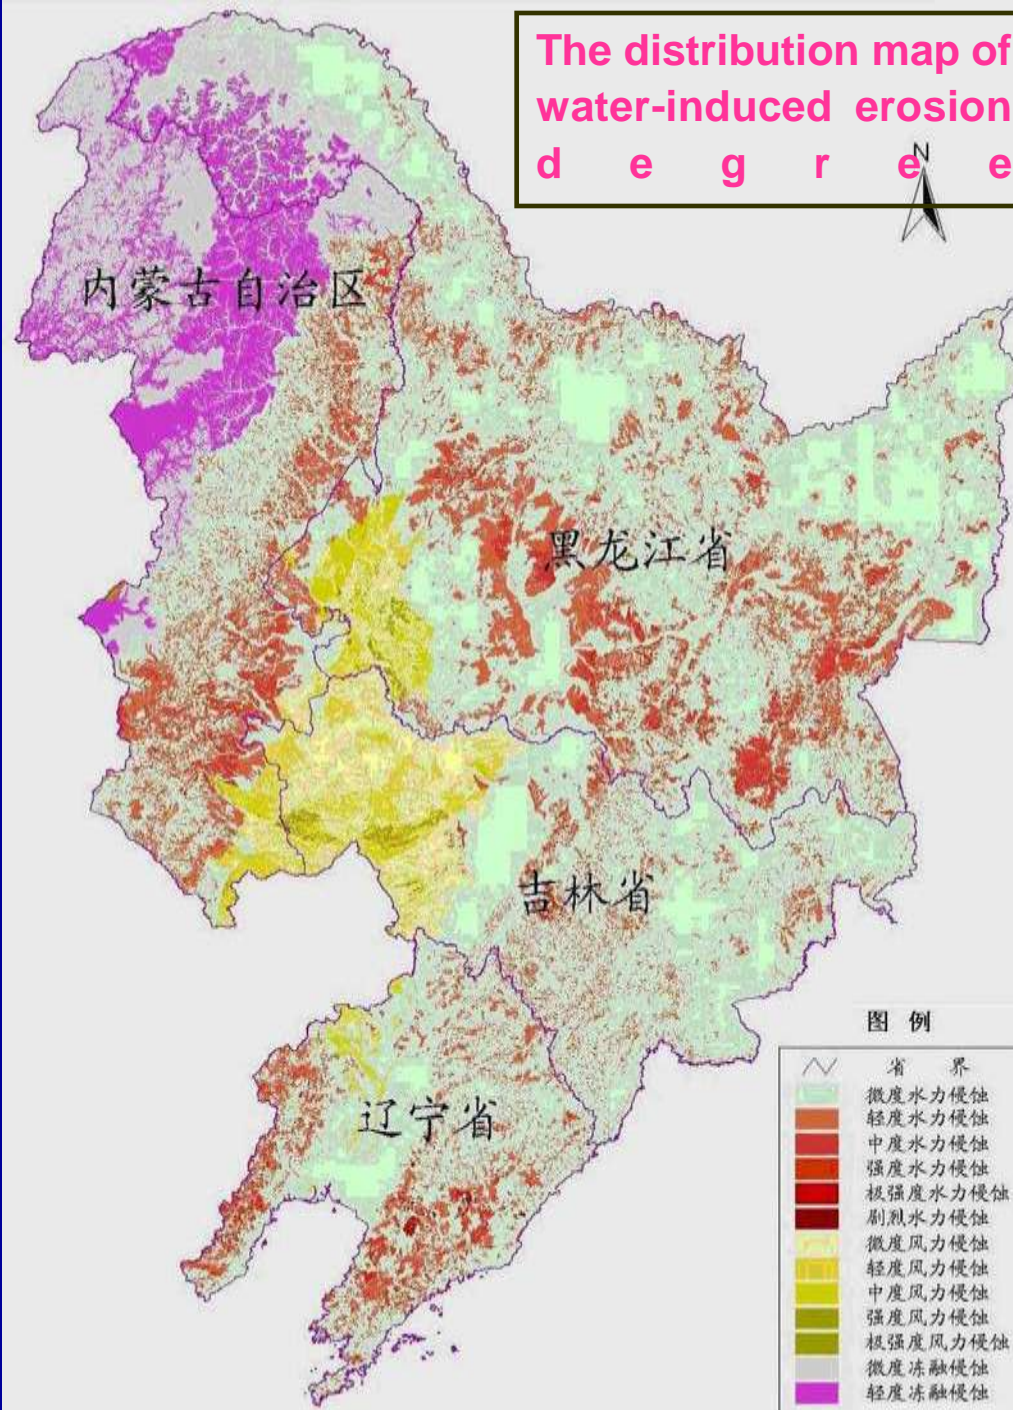 The distribution map of
water-induced erosion
d e g r e e
N
内蒙古自治区
黑龙江省
吉林省
辽宁省
图 例
省 界
微度水力侵蚀
轻度水力侵蚀
中度水力侵蚀
强度水力侵蚀
极强度水力侵蚀
剧烈水力侵蚀
微度风力侵蚀
轻度风力侵蚀
中度风力侵蚀
强度风力侵蚀
极强度风力侵蚀
微度冻融侵蚀
轻度冻融侵蚀